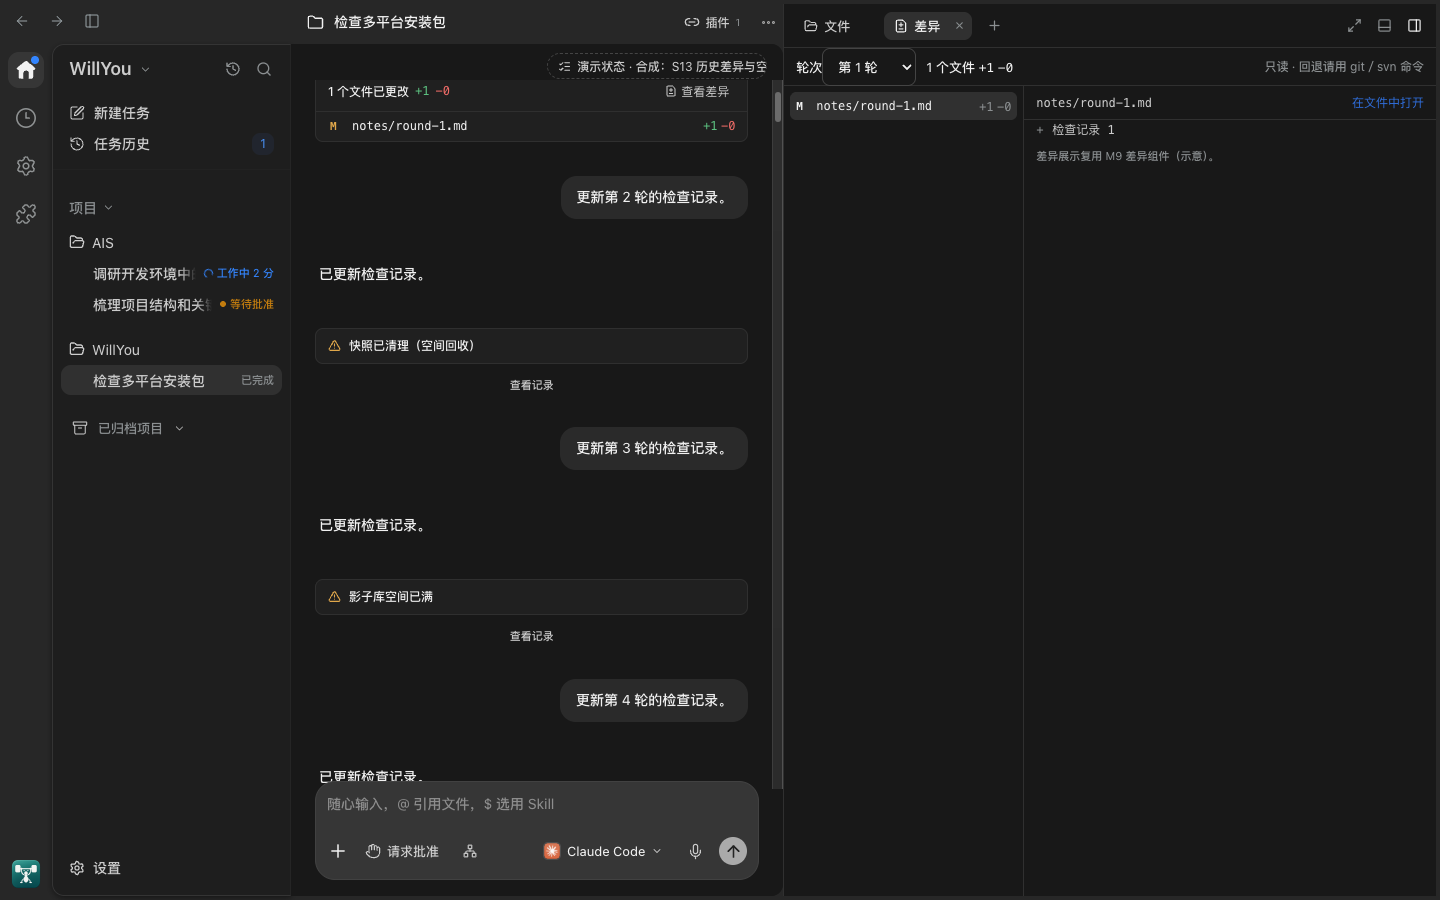 WillYou
新建任务
任务历史 1
项目
AIS
调研开发环境中 工作中 2 分
梳理项目结构和关 等待批准
WillYou
检查多平台安装包 已完成
已归档项目
设置
检查多平台安装包
插件 1
演示状态 · 合成：S13 历史差异与空
1 个文件已更改 +1 −0 查看差异
M notes/round-1.md +1 −0
更新第 2 轮的检查记录。
已更新检查记录。
快照已清理（空间回收）
查看记录
更新第 3 轮的检查记录。
已更新检查记录。
影子库空间已满
查看记录
更新第 4 轮的检查记录。
已更新检查记录。
随心输入，@ 引用文件，$ 选用 Skill
请求批准
Claude Code
文件
差异
轮次 第 1 轮 1 个文件 +1 −0
只读 · 回退请用 git / svn 命令
M notes/round-1.md +1 −0
notes/round-1.md 在文件中打开
+ 检查记录 1
差异展示复用 M9 差异组件（示意）。